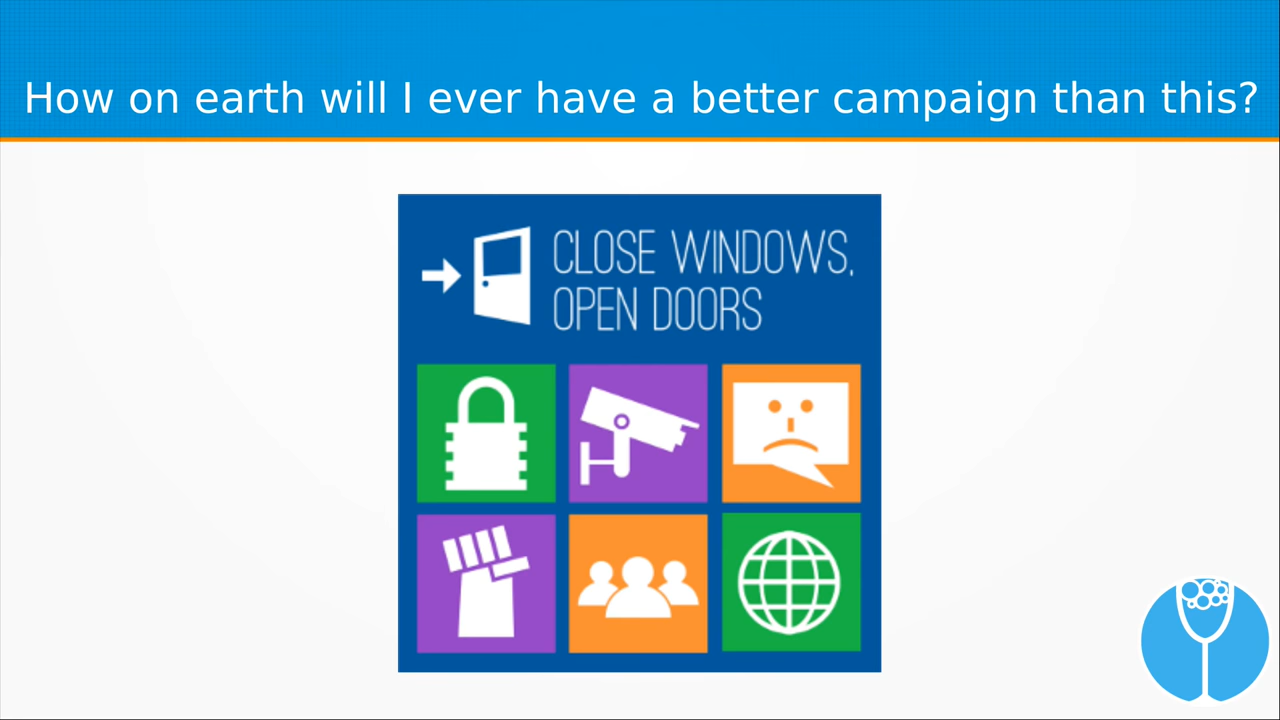 How on earth will I ever have a better campaign than this?
CLOSE WINDOWS,
OPEN DOORS